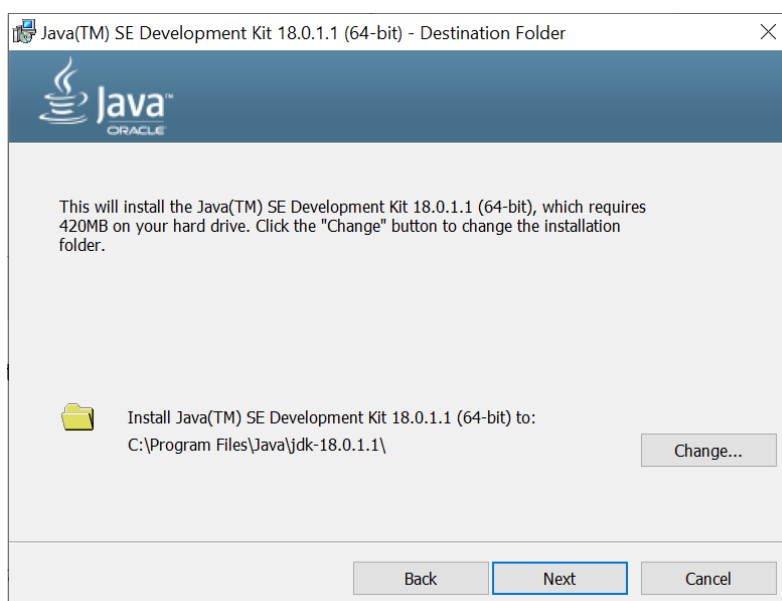 Java(TM) SE Development Kit 18.0.1.1 (64-bit) - Destination Folder
Java™
ORACLE
This will install the Java(TM) SE Development Kit 18.0.1.1 (64-bit), which requires
420MB on your hard drive. Click the "Change" button to change the installation
folder.
Install Java(TM) SE Development Kit 18.0.1.1 (64-bit) to:
C:\Program Files\Java\jdk-18.0.1.1\
Change...
Back Next Cancel